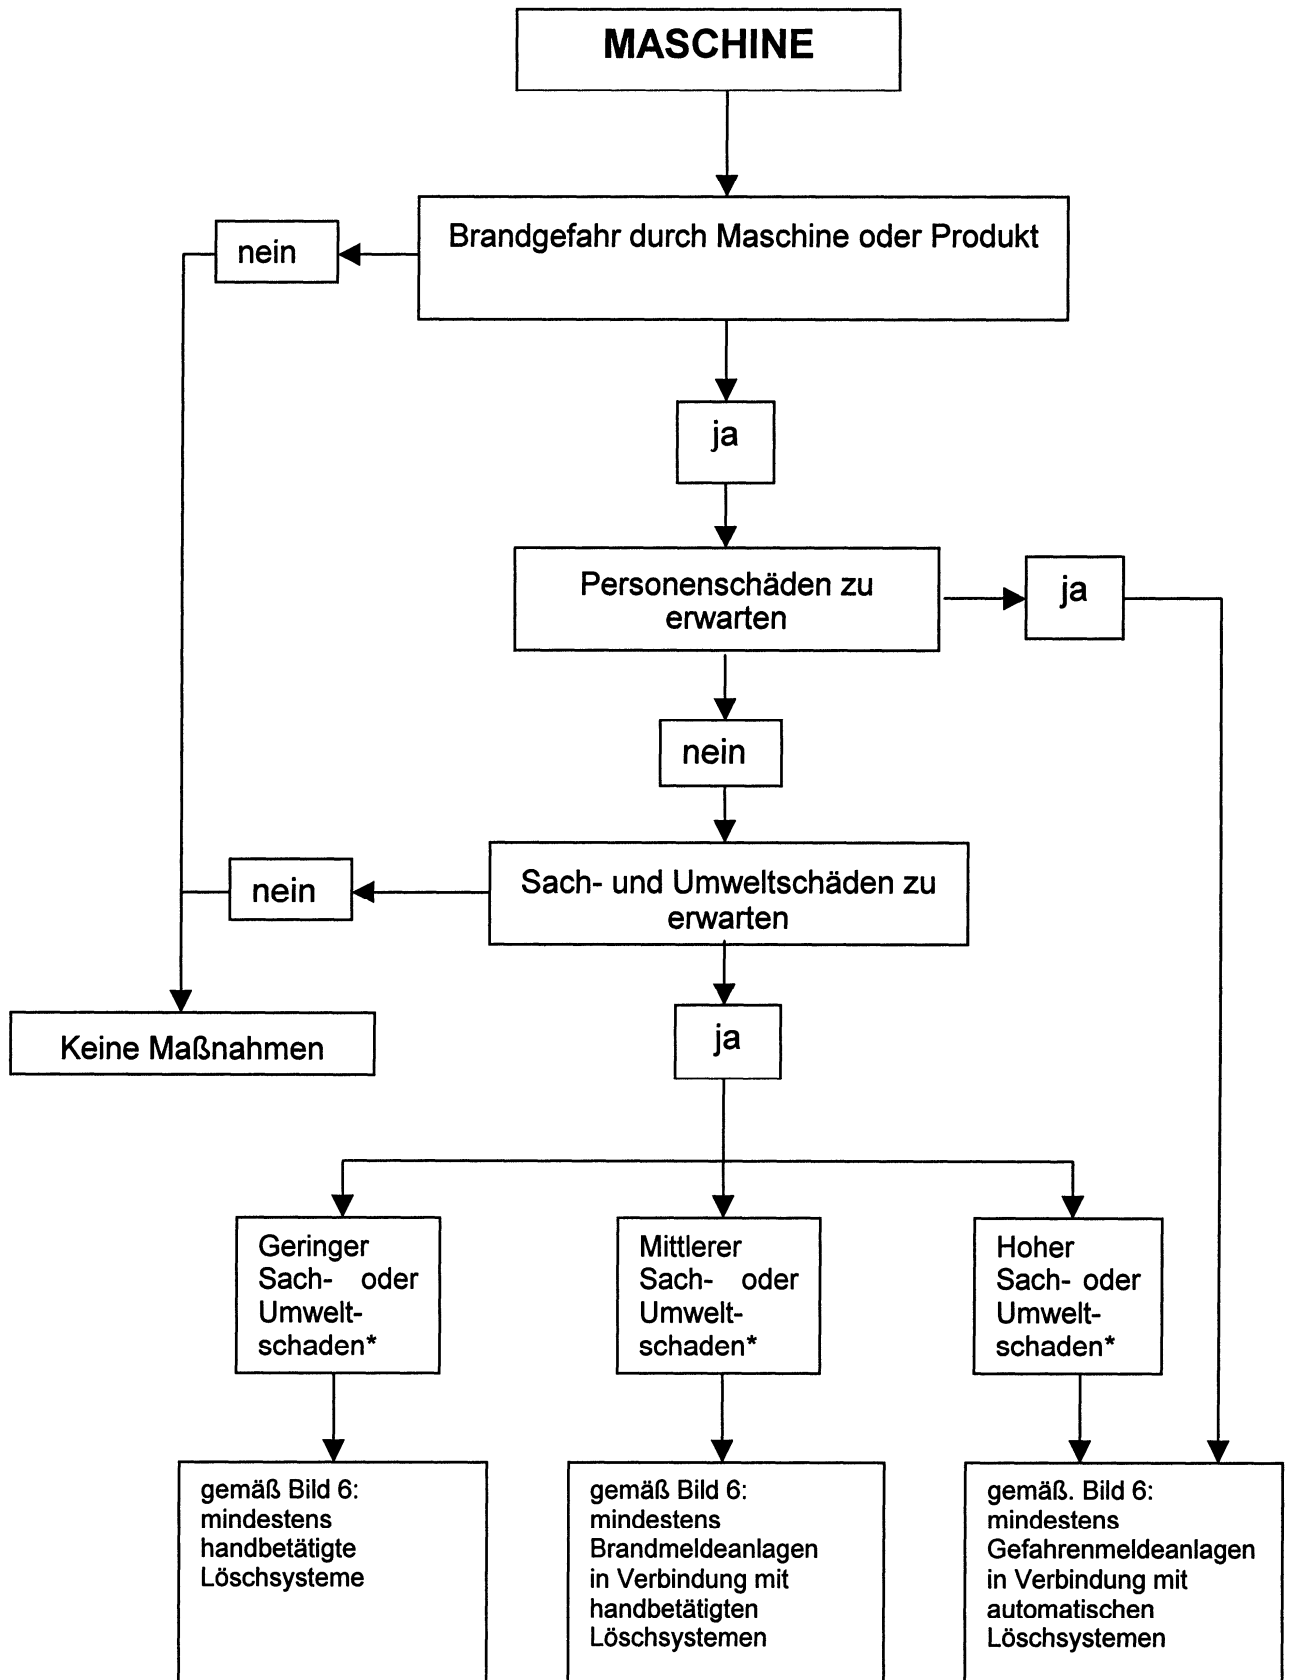 MASCHINE
Brandgefahr durch Maschine oder Produkt
nein
ja
Personenschäden zu
erwarten
ja
nein
Sach- und Umweltschäden zu
erwarten
nein
ja
Keine Maßnahmen
Geringer
Sach- oder
Umwelt-
schaden*
Mittlerer
Sach- oder
Umwelt-
schaden*
Hoher
Sach- oder
Umwelt-
schaden*
gemäß Bild 6:
mindestens
handbetätigte
Löschsysteme
gemäß Bild 6:
mindestens
Brandmeldeanlagen
in Verbindung mit
handbetätigten
Löschsystemen
gemäß. Bild 6:
mindestens
Gefahrenmeldeanlagen
in Verbindung mit
automatischen
Löschsystemen